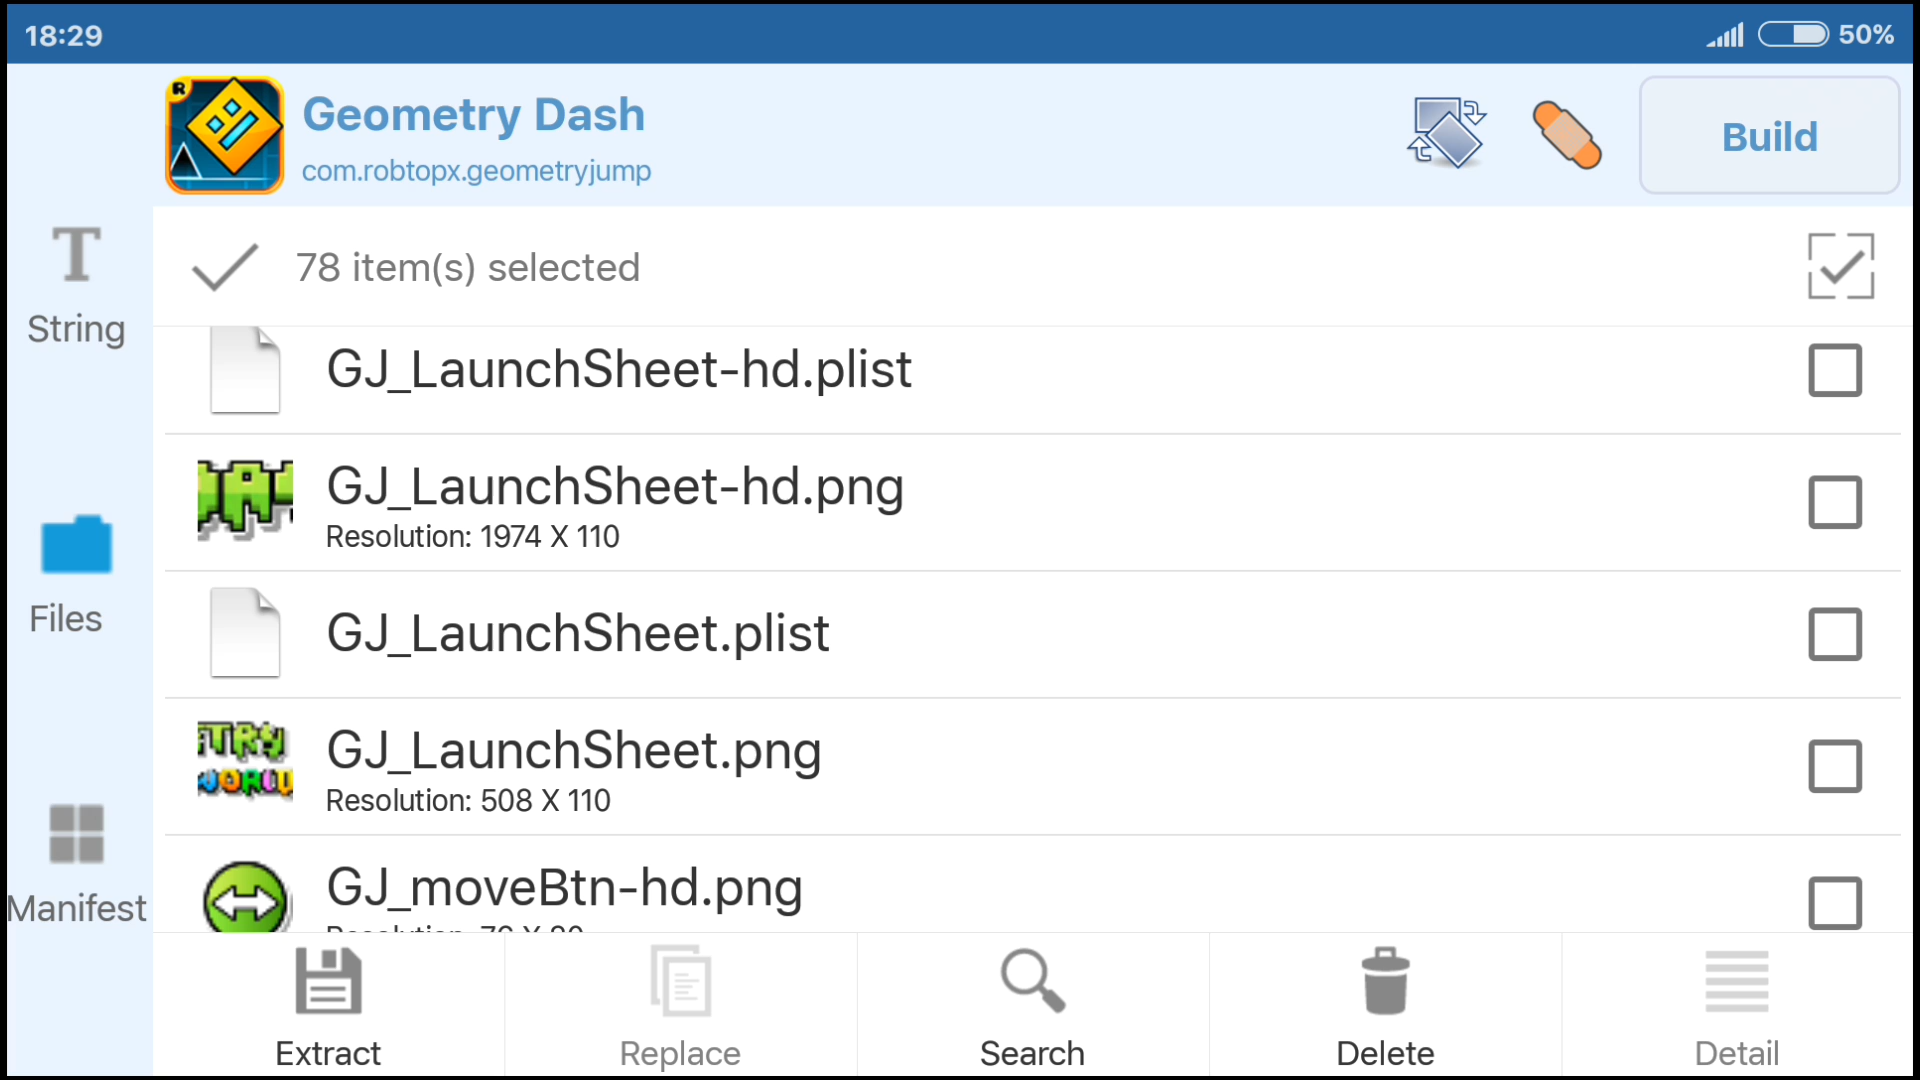 18:29
50%
Geometry Dash
com.robtopx.geometryjump
Build
78 item(s) selected
String
GJ_LaunchSheet-hd.plist
GJ_LaunchSheet-hd.png
Resolution: 1974 X 110
Files
GJ_LaunchSheet.plist
GJ_LaunchSheet.png
Resolution: 508 X 110
Manifest
GJ_moveBtn-hd.png
Extract
Replace
Search
Delete
Detail